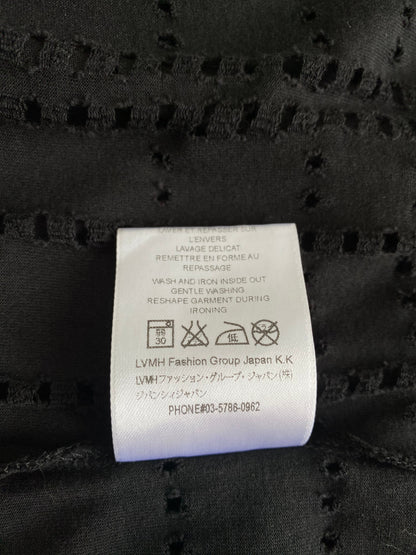 LAVER ET REPASSER SUR
L'ENVERS
LAVAGE DELICAT
REMETTRE EN FORME AU
REPASSAGE
WASH AND IRON INSIDE OUT
GENTLE WASHING
RESHAPE GARMENT DURING
IRONING
弱
30
低
LVMH Fashion Group Japan K.K
LVMHファッション・グループ・ジャパン(株)
ジバンシィジャパン
PHONE#03-5786-0962